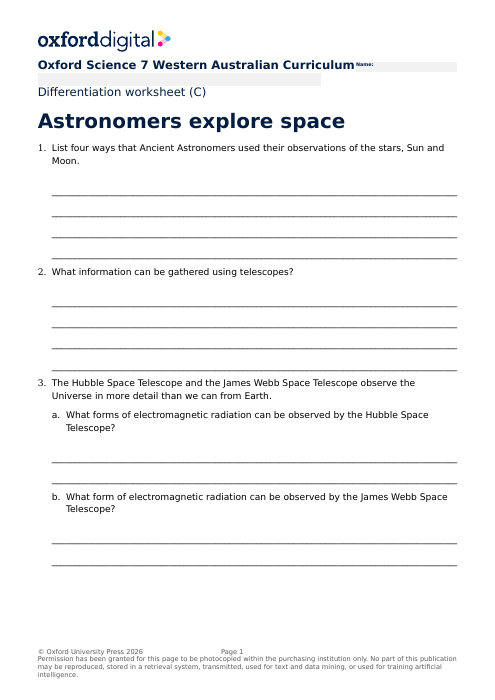 oxforddigital
Oxford Science 7 Western Australian Curriculum Name:
Differentiation worksheet (C)
Astronomers explore space
1. List four ways that Ancient Astronomers used their observations of the stars, Sun and
Moon.
2. What information can be gathered using telescopes?
3. The Hubble Space Telescope and the James Webb Space Telescope observe the
Universe in more detail than we can from Earth.
a. What forms of electromagnetic radiation can be observed by the Hubble Space
Telescope?
b. What form of electromagnetic radiation can be observed by the James Webb Space
Telescope?
© Oxford University Press 2026 Page 1
Permission has been granted for this page to be photocopied within the purchasing institution only. No part of this publication
may be reproduced, stored in a retrieval system, transmitted, used for text and data mining, or used for training artificial
intelligence.